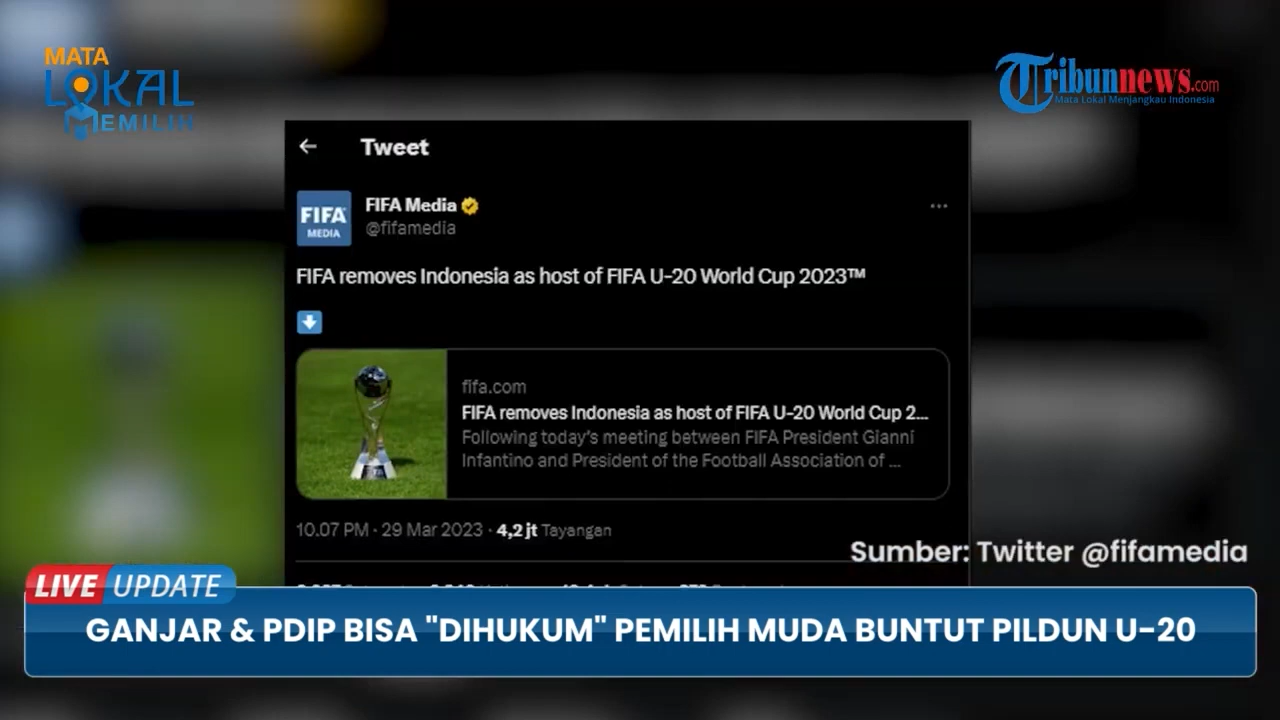 MATA
LOKAL
MEMILIH
Tribunnews.com
Mata Lokal Menjangkau Indonesia
Tweet
FIFA
MEDIA
FIFA Media
@fifamedia
FIFA removes Indonesia as host of FIFA U-20 World Cup 2023™
fifa.com
FIFA removes Indonesia as host of FIFA U-20 World Cup 2...
Following today's meeting between FIFA President Gianni
Infantino and President of the Football Association of ...
10.07 PM · 29 Mar 2023 · 4,2 jt Tayangan
Sumber: Twitter @fifamedia
LIVE UPDATE
GANJAR & PDIP BISA "DIHUKUM" PEMILIH MUDA BUNTUT PILDUN U-20